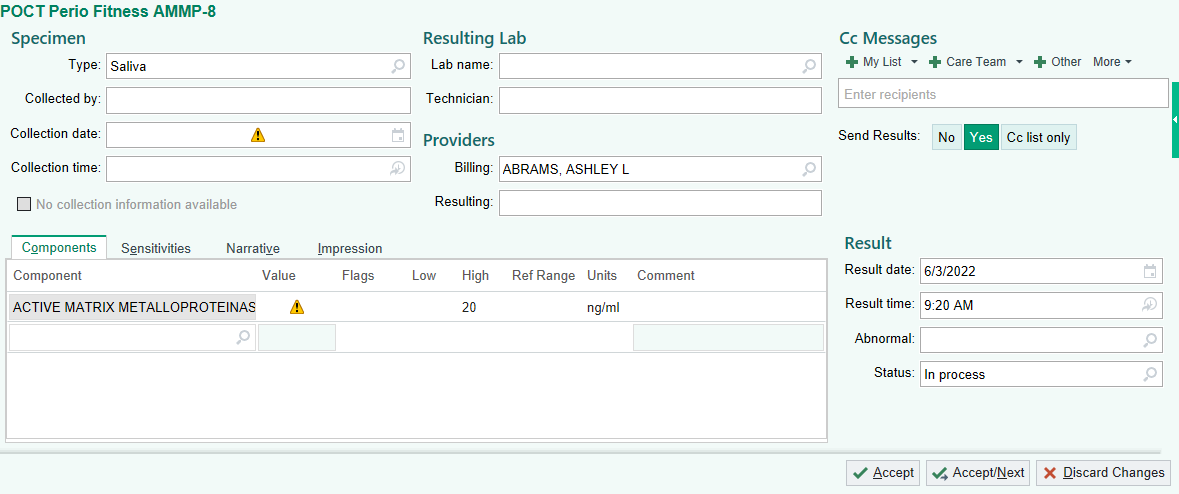 POCT Perio Fitness AMMP-8
Specimen
Type: Saliva
Collected by:
Collection date:
Collection time:
No collection information available
Resulting Lab
Lab name:
Technician:
Providers
Billing: ABRAMS, ASHLEY L
Resulting:
Cc Messages
My List Care Team Other More
Enter recipients
Send Results: No Yes Cc list only
Components Sensitivities Narrative Impression
Component Value Flags Low High Ref Range Units Comment
ACTIVE MATRIX METALLOPROTEINAS 20 ng/ml
Result
Result date: 6/3/2022
Result time: 9:20 AM
Abnormal:
Status: In process
Accept Accept/Next Discard Changes